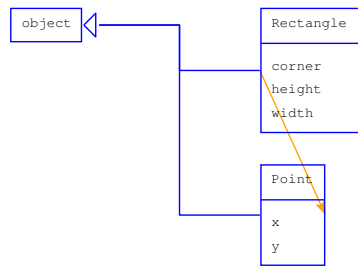 object
Rectangle
corner
height
width
Point
x
y